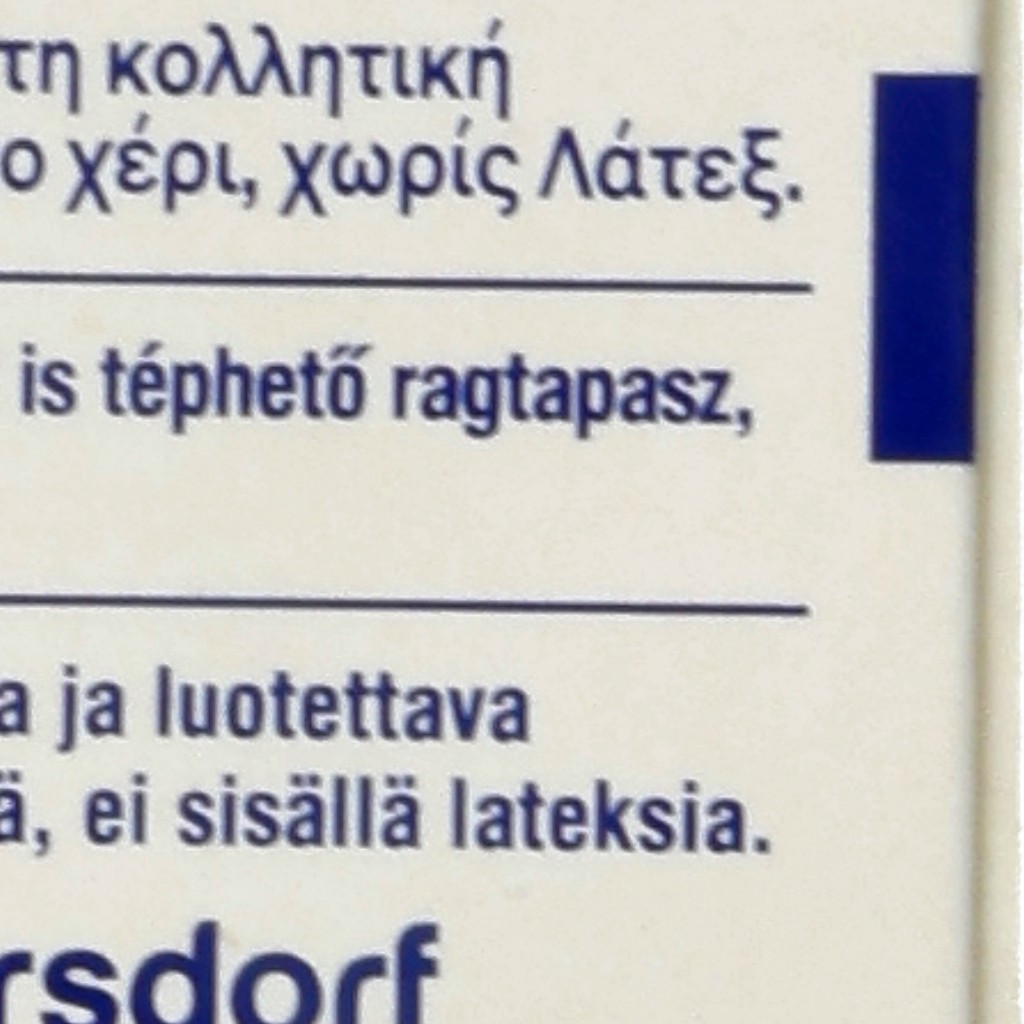 τη κολλητική
ο χέρι, χωρίς Λάτεξ.
is téphető ragtapasz,
a ja luotettava
ä, ei sisällä lateksia.
rsdorf